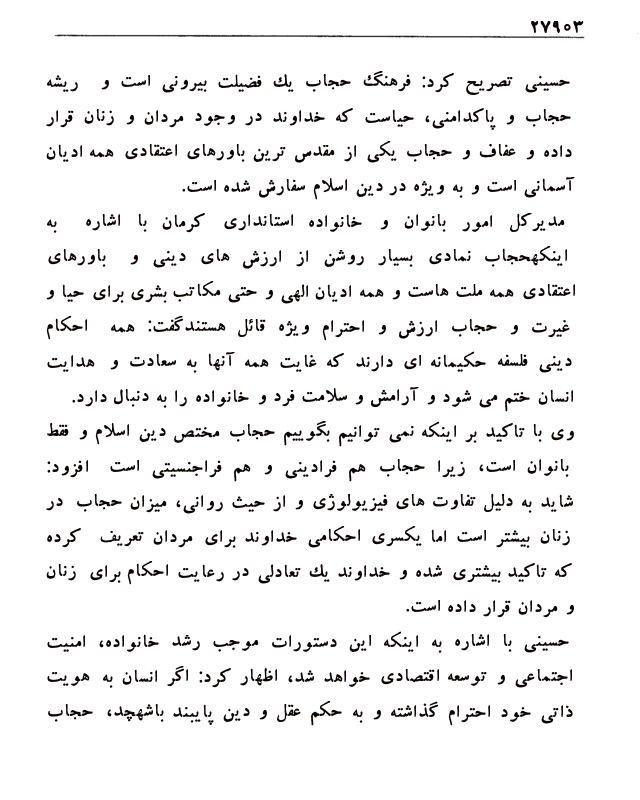 ۲۷۹۰۳
حسینی تصریح کرد: فرهنگ حجاب یك فضیلت بیرونی است و ریشه
حجاب و پاکدامنی، حیاست که خداوند در وجود مردان و زنان قرار
داده و عفاف و حجاب یکی از مقدس ترین باورهای اعتقادی همه ادیان
آسمانی است و به ویژه در دین اسلام سفارش شده است.
مدیرکل امور بانوان و خانواده استانداری کرمان با اشاره به
اینکهحجاب نمادی بسیار روشن از ارزش های دینی و باورهای
اعتقادی همه ملت هاست و همه ادیان الهی و حتی مکاتب بشری برای حیا و
غیرت و حجاب ارزش و احترام ویژه قائل هستندگفت: همه احکام
دینی فلسفه حکیمانه ای دارند که غایت همه آنها به سعادت و هدایت
انسان ختم می شود و آرامش و سلامت فرد و خانواده را به دنبال دارد.
وی با تاکید بر اینکه نمی توانیم بگوییم حجاب مختص دین اسلام و فقط
بانوان است، زیرا حجاب هم فرادینی و هم فراجنسیتی است افزود:
شاید به دلیل تفاوت های فیزیولوژی و از حیث روانی، میزان حجاب در
زنان بیشتر است اما یکسری احکامی خداوند برای مردان تعریف کرده
که تاکید بیشتری شده و خداوند یك تعادلی در رعایت احکام برای زنان
و مردان قرار داده است.
حسینی با اشاره به اینکه این دستورات موجب رشد خانواده، امنیت
اجتماعی و توسعه اقتصادی خواهد شد، اظهار کرد: اگر انسان به هویت
ذاتی خود احترام گذاشته و به حکم عقل و دین پایبند باشهچد، حجاب